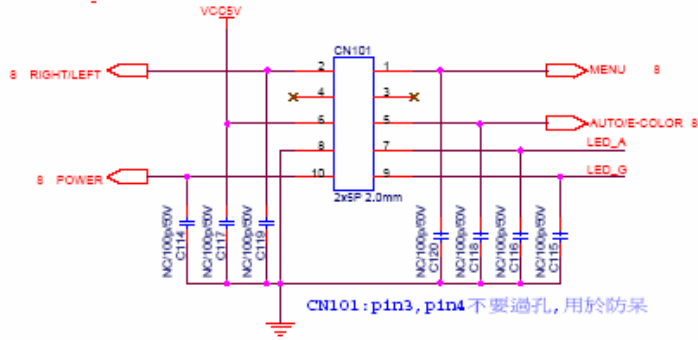 VCC5V
CN101
8 RIGHT/LEFT
2
1
MENU 8
4
3
6
5
AUTO/E-COLOR 8
8
7
LED_A
8 POWER
10
9
LED_G
2x5P 2.0mm
NC/100p/50V
C114
NC/100p/50V
C117
NC/100p/50V
C119
NC/100p/50V
C120
NC/100p/50V
C118
NC/100p/50V
C116
NC/100p/50V
C115
CN101:pin3,pin4不要過孔,用於防呆